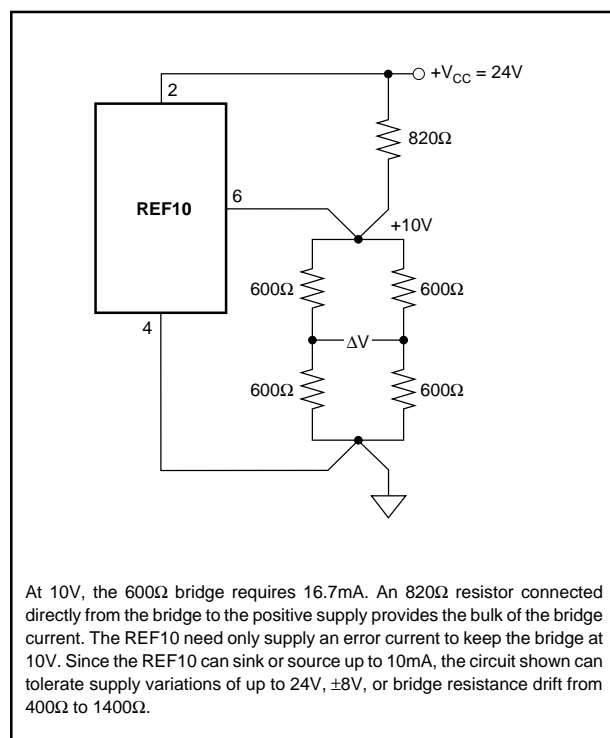 2
+VCC = 24V
820Ω
REF10
6
+10V
600Ω
600Ω
4
ΔV
600Ω
600Ω
At 10V, the 600Ω bridge requires 16.7mA. An 820Ω resistor connected
directly from the bridge to the positive supply provides the bulk of the bridge
current. The REF10 need only supply an error current to keep the bridge at
10V. Since the REF10 can sink or source up to 10mA, the circuit shown can
tolerate supply variations of up to 24V, ±8V, or bridge resistance drift from
400Ω to 1400Ω.